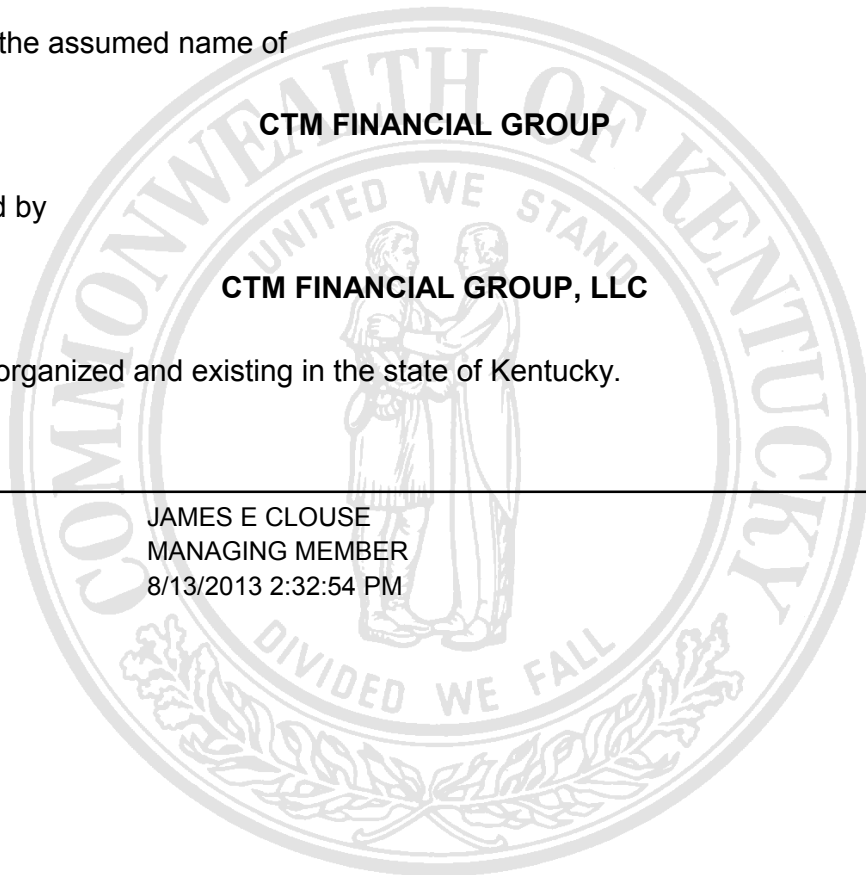 the assumed name of
CTM FINANCIAL GROUP
d by
CTM FINANCIAL GROUP, LLC
organized and existing in the state of Kentucky.
JAMES E CLOUSE
MANAGING MEMBER
8/13/2013 2:32:54 PM
COMMONWEALTH OF KENTUCKY
UNITED WE STAND
DIVIDED WE FALL